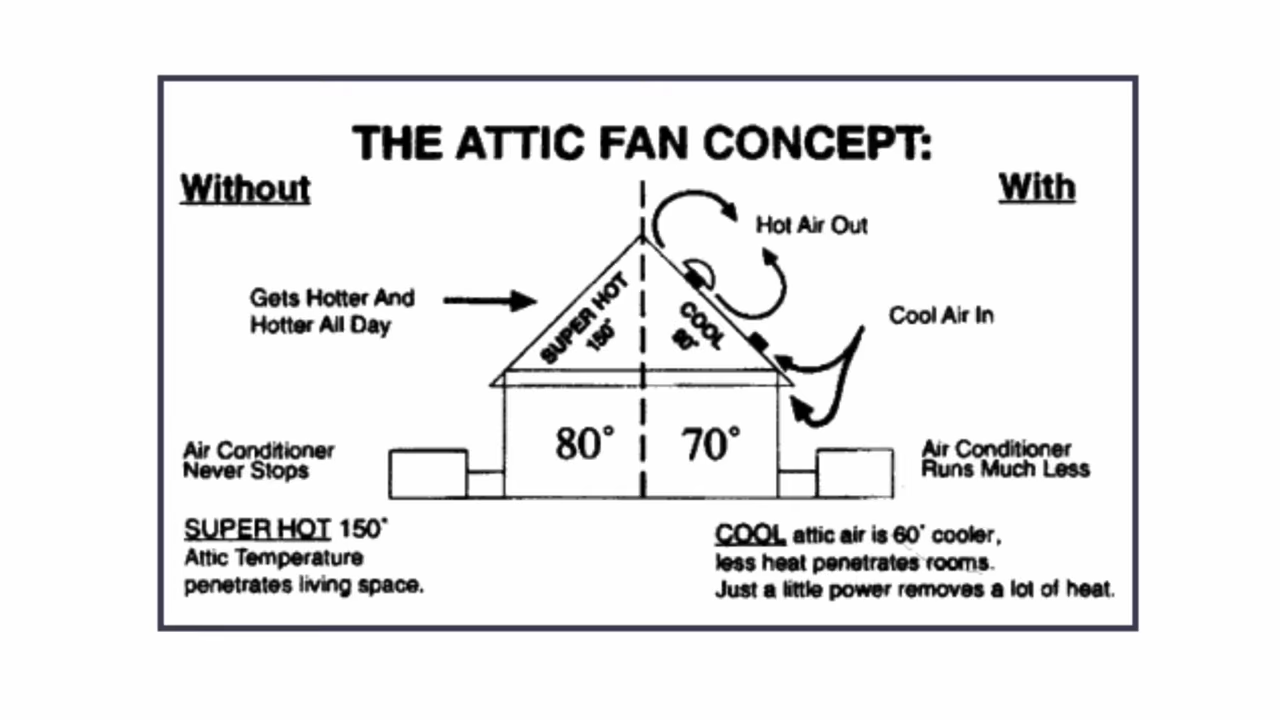 THE ATTIC FAN CONCEPT:
Without
With
Hot Air Out
Gets Hotter And
Hotter All Day
Cool Air In
SUPER HOT
150°
COOL
80°
70°
Air Conditioner
Never Stops
Air Conditioner
Runs Much Less
SUPER HOT 150°
Attic Temperature
penetrates living space.
COOL attic air is 60° cooler,
less heat penetrates rooms.
Just a little power removes a lot of heat.